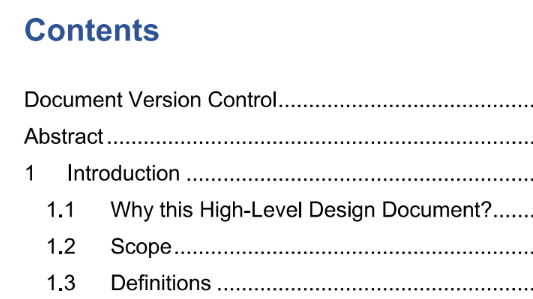 Contents
Document Version Control........................................
Abstract....................................................................
1 Introduction ........................................................
1.1 Why this High-Level Design Document?.......
1.2 Scope..........................................................
1.3 Definitions ...................................................